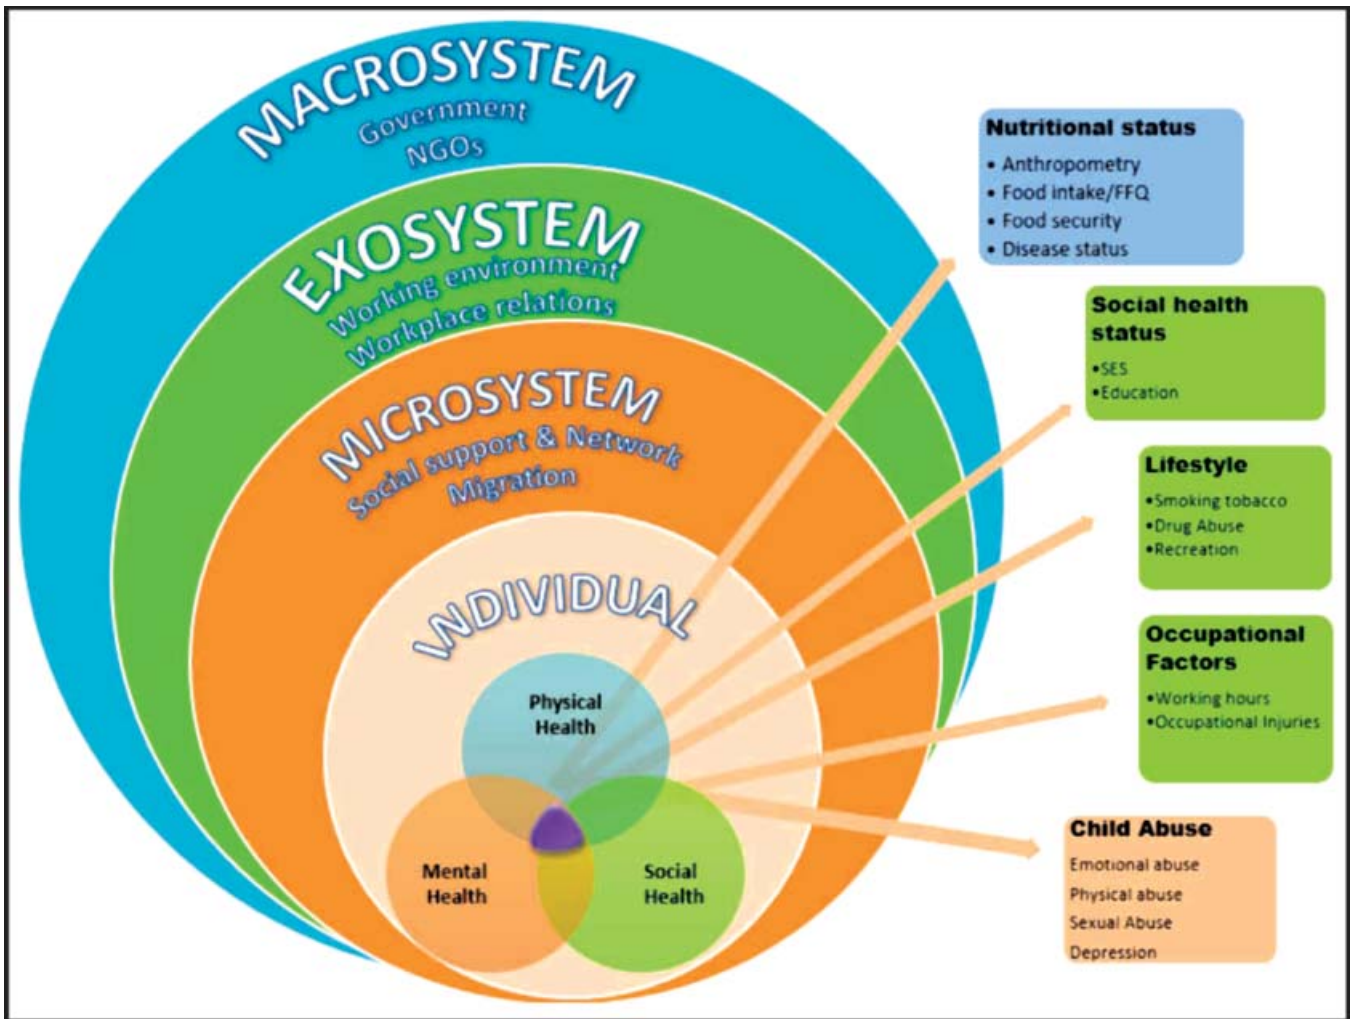 MACROSYSTEM
Government
NGOs
EXOSYSTEM
Working environment
Workplace relations
MICROSYSTEM
Social support & Network
Migration
INDIVIDUAL
Physical
Health
Mental
Health
Social
Health
Nutritional status
• Anthropometry
• Food intake/FFQ
• Food security
• Disease status
Social health
status
•SES
•Education
Lifestyle
•Smoking tobacco
•Drug Abuse
•Recreation
Occupational
Factors
•Working hours
•Occupational Injuries
Child Abuse
Emotional abuse
Physical abuse
Sexual Abuse
Depression